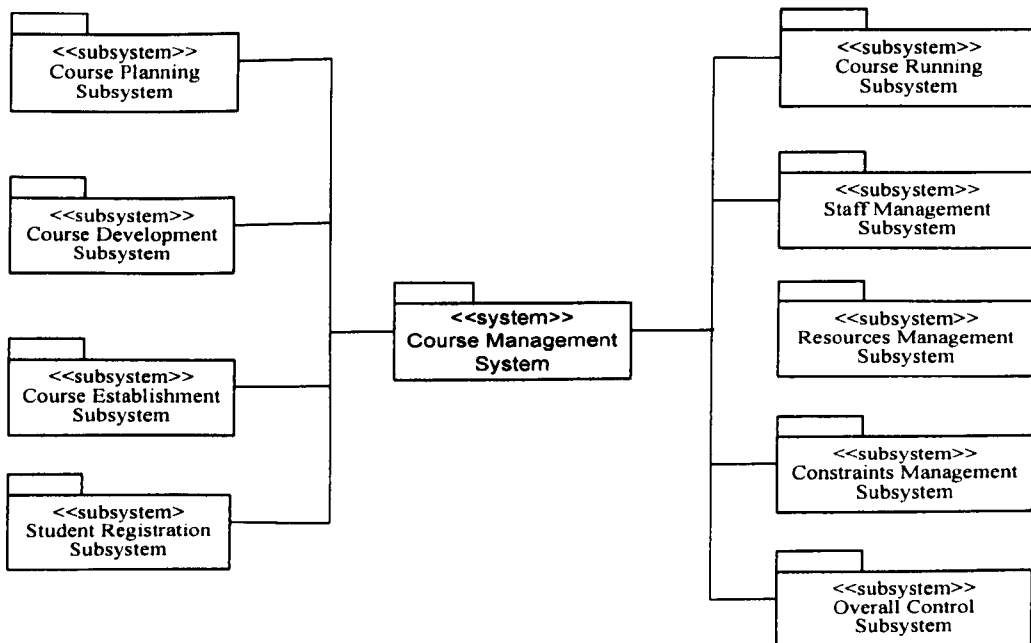 <<subsystem>>
Course Planning
Subsystem
<<subsystem>>
Course Development
Subsystem
<<subsystem>>
Course Establishment
Subsystem
<<subsystem>
Student Registration
Subsystem
<<system>>
Course Management
System
<<subsystem>>
Course Running
Subsystem
<<subsystem>>
Staff Management
Subsystem
<<subsystem>>
Resources Management
Subsystem
<<subsystem>>
Constraints Management
Subsystem
<<subsystem>>
Overall Control
Subsystem